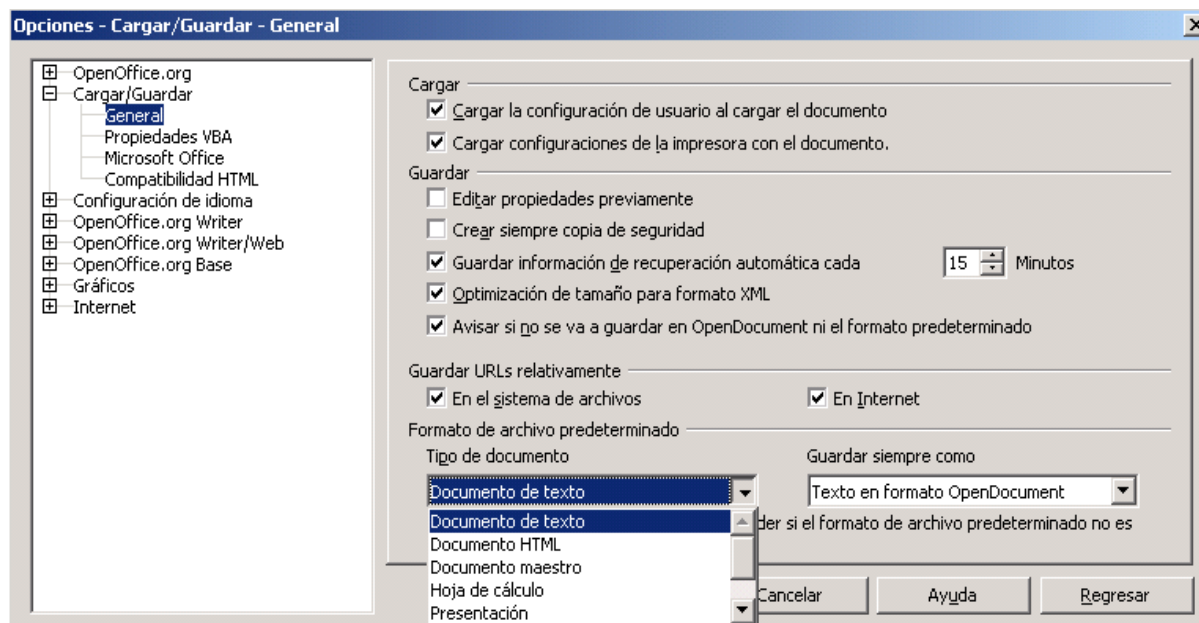 Opciones - Cargar/Guardar - General
OpenOffice.org
Cargar/Guardar
General
Propiedades VBA
Microsoft Office
Compatibilidad HTML
Configuración de idioma
OpenOffice.org Writer
OpenOffice.org Writer/Web
OpenOffice.org Base
Gráficos
Internet
Cargar
Cargar la configuración de usuario al cargar el documento
Cargar configuraciones de la impresora con el documento.
Guardar
Editar propiedades previamente
Crear siempre copia de seguridad
Guardar información de recuperación automática cada 15 Minutos
Optimización de tamaño para formato XML
Avisar si no se va a guardar en OpenDocument ni el formato predeterminado
Guardar URLs relativamente
En el sistema de archivos En Internet
Formato de archivo predeterminado
Tipo de documento Guardar siempre como
Documento de texto Texto en formato OpenDocument
Documento de texto
der si el formato de archivo predeterminado no es
Documento HTML
Documento maestro
Hoja de cálculo
Presentación
Cancelar Ayuda Regresar